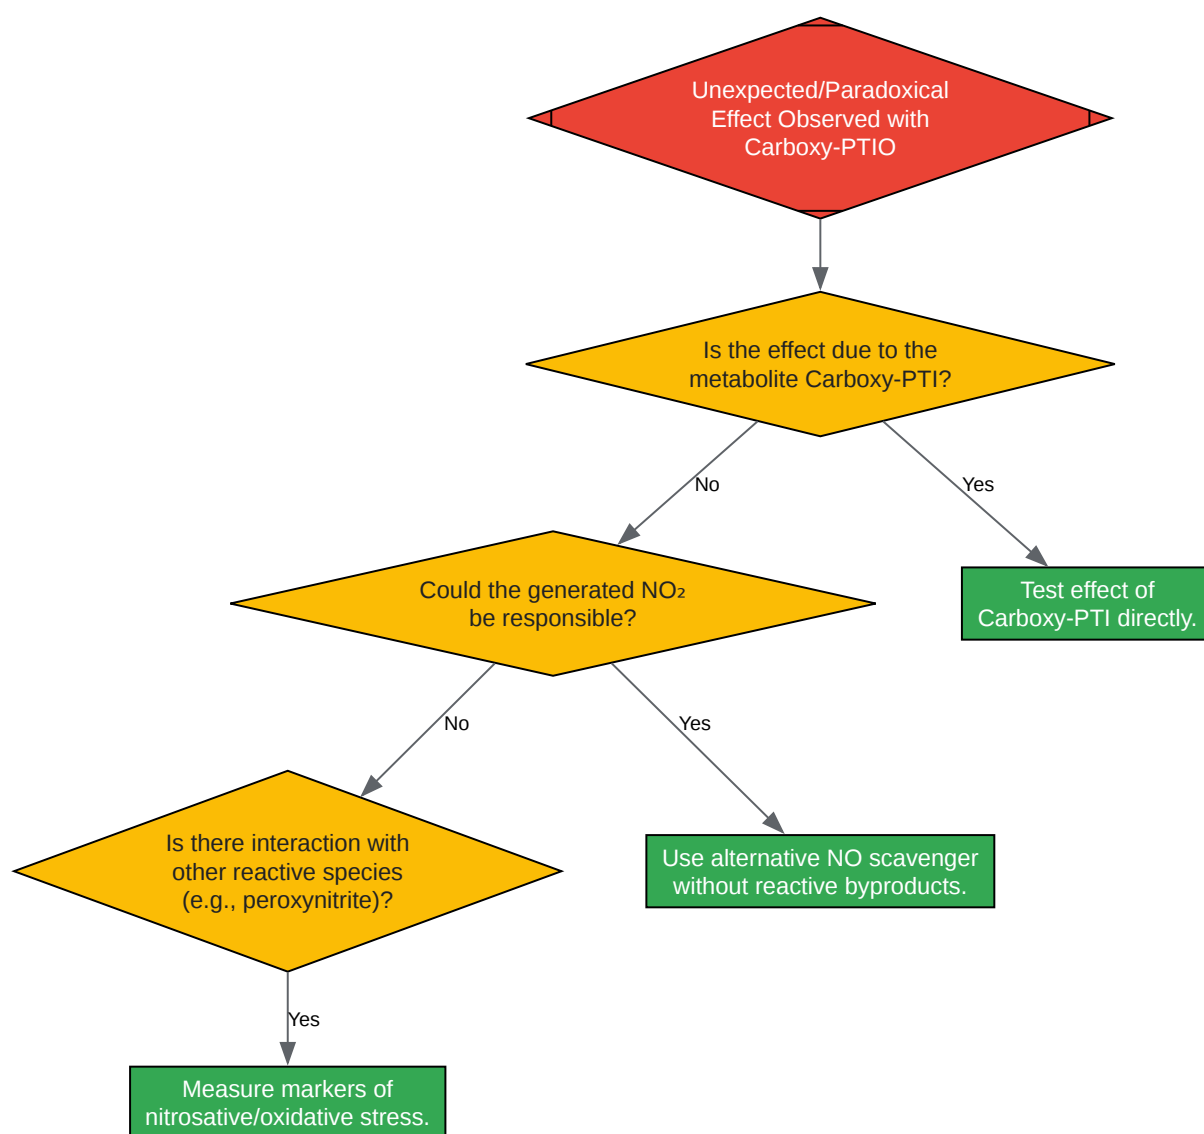 Unexpected/Paradoxical
Effect Observed with
Carboxy-PTIO
Is the effect due to the
metabolite Carboxy-PTI?
No
Yes
Could the generated NO₂
be responsible?
Test effect of
Carboxy-PTI directly.
No
Yes
Is there interaction with
other reactive species
(e.g., peroxynitrite)?
Use alternative NO scavenger
without reactive byproducts.
Yes
Measure markers of
nitrosative/oxidative stress.